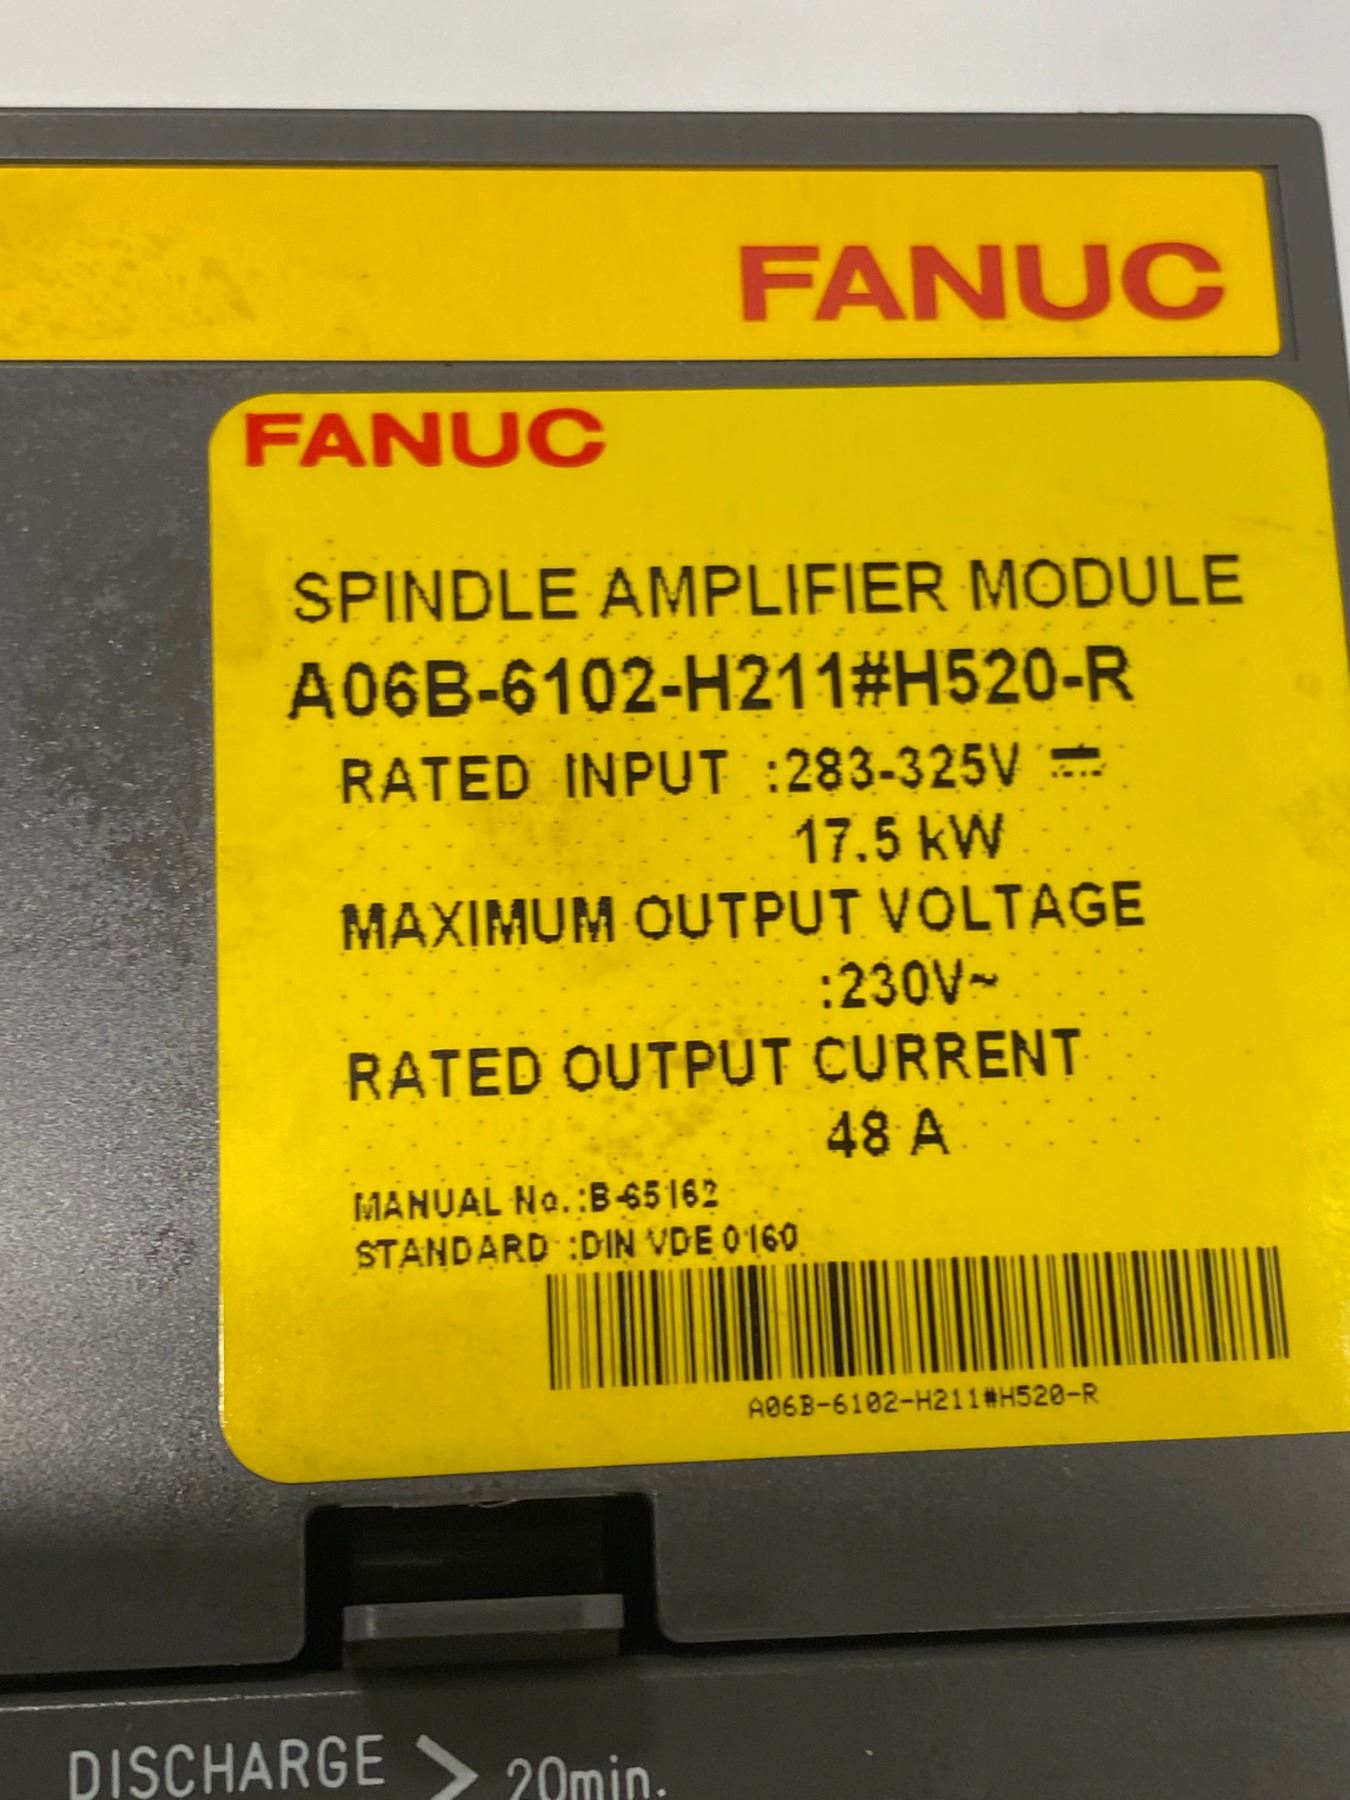 FANUC
FANUC
SPINDLE AMPLIFIER MODULE
A06B-6102-H211#H520-R
RATED INPUT :283-325V ⎓
17.5 kW
MAXIMUM OUTPUT VOLTAGE
:230V~
RATED OUTPUT CURRENT
48 A
MANUAL No.:B-65162
STANDARD :DIN VDE 0160
A06B-6102-H211#H520-R
DISCHARGE > 20min.